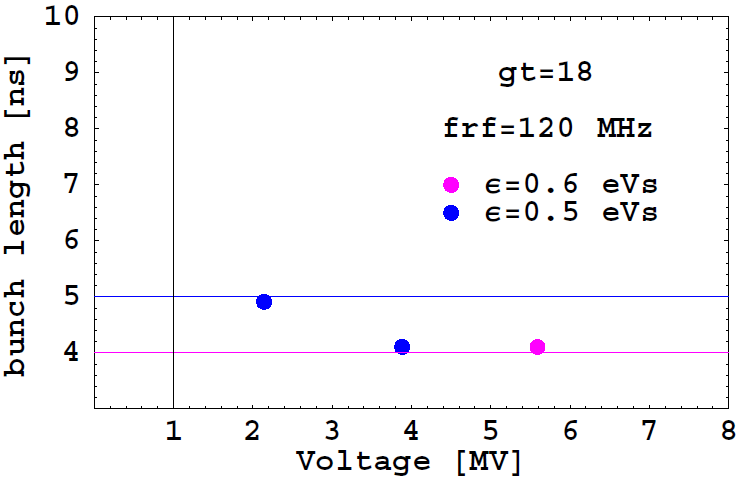 10
9
8
7
6
5
4
bunch length [ns]
gt=18
frf=120 MHz
ϵ=0.6 eVs
ϵ=0.5 eVs
1 2 3 4 5 6 7 8
Voltage [MV]